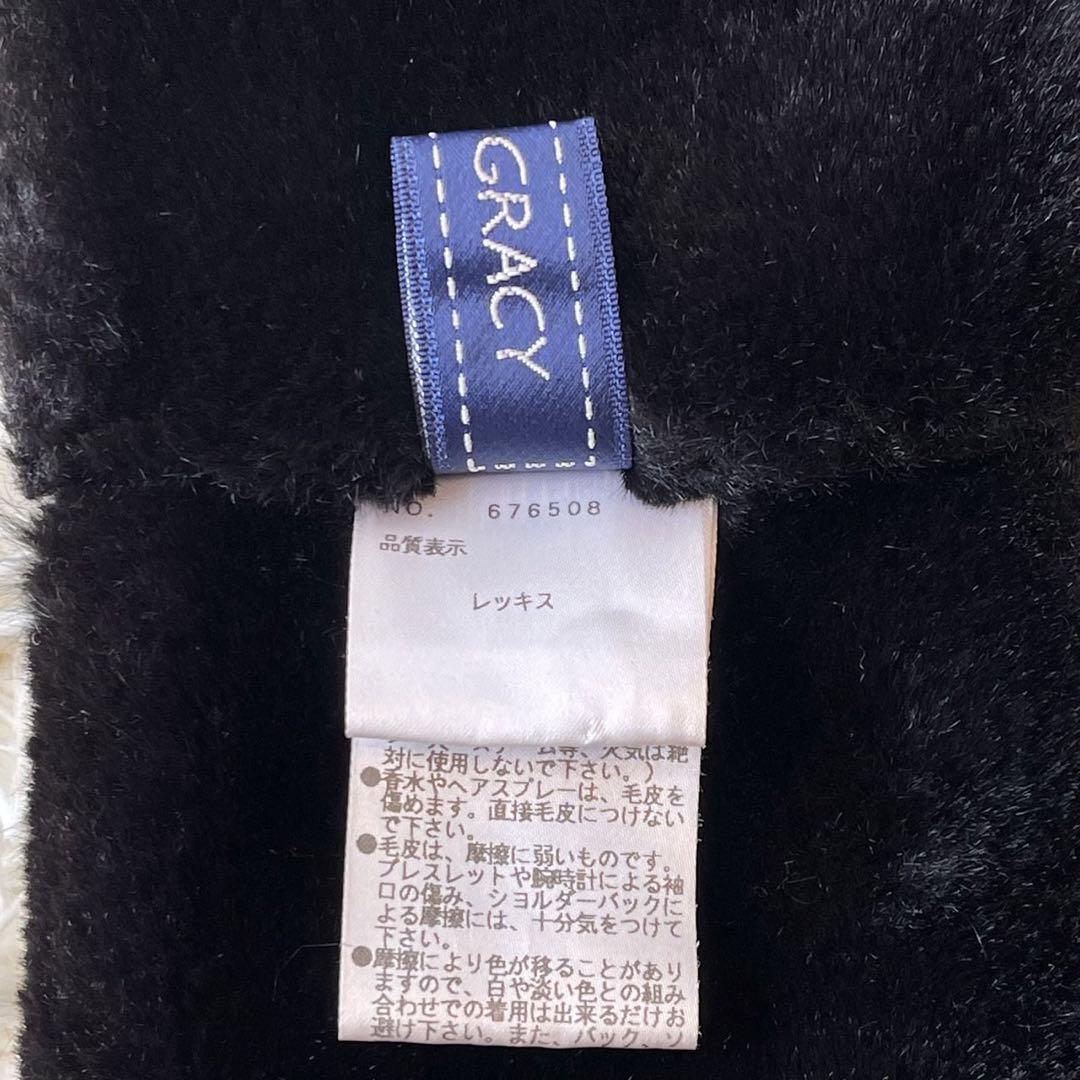 GRACY
NO. 676508
品質表示
レッキス
対に使用しないで下さい。)
●香水やヘアスプレーは、毛皮を
傷めます。直接毛皮につけない
で下さい。
●毛皮は、摩擦に弱いものです。
ブレスレットや腕時計による袖
口の傷み、ショルダーバックに
よる摩擦には、十分気をつけて
下さい。
●摩擦により色が移ることがあり
ますので、白や淡い色との組み
合わせでの着用は出来るだけお
避け下さい。また、バック、ソ